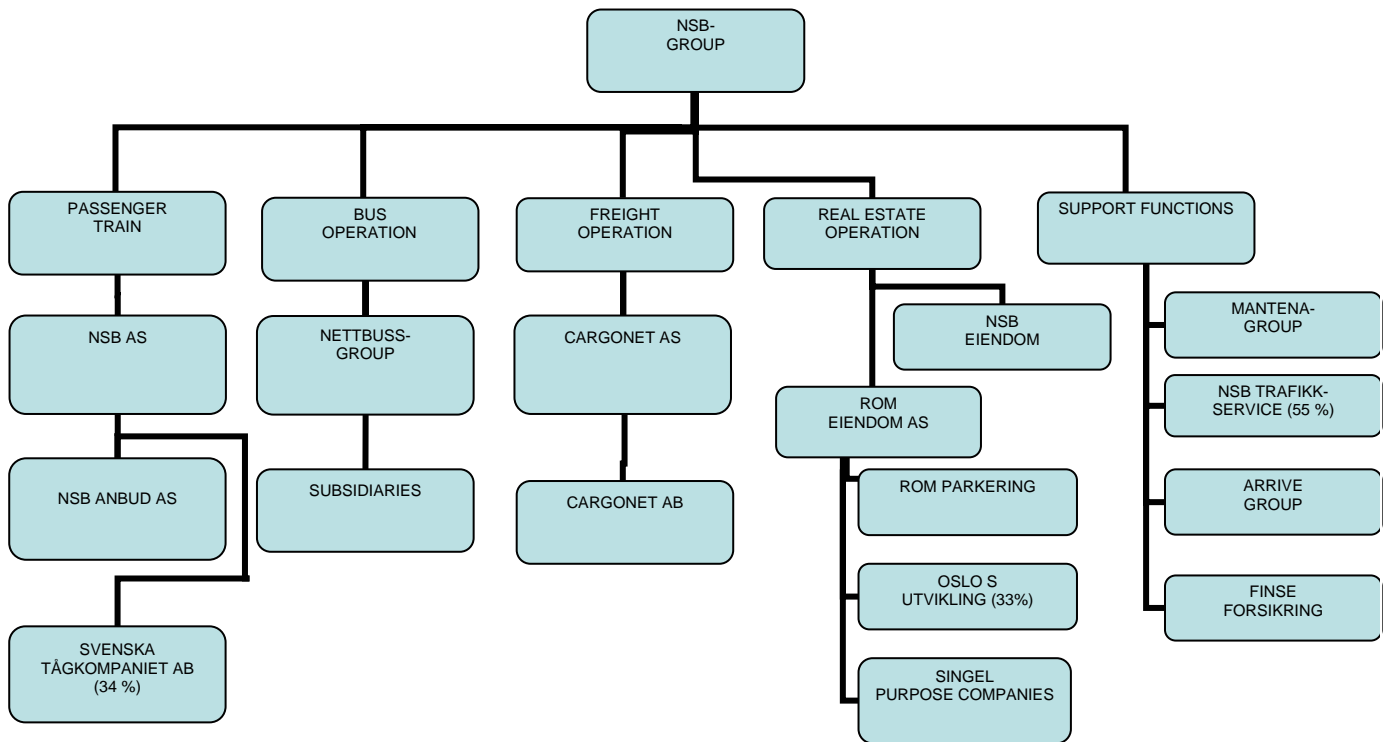 NSB-
GROUP
PASSENGER
TRAIN
BUS
OPERATION
FREIGHT
OPERATION
REAL ESTATE
OPERATION
SUPPORT FUNCTIONS
NSB AS
NETTBUSS-
GROUP
CARGONET AS
NSB
EIENDOM
MANTENA-
GROUP
ROM
EIENDOM AS
NSB TRAFIKK-
SERVICE (55 %)
NSB ANBUD AS
SUBSIDIARIES
CARGONET AB
ROM PARKERING
ARRIVE
GROUP
OSLO S
UTVIKLING (33%)
FINSE
FORSIKRING
SVENSKA
TÅGKOMPANIET AB
(34 %)
SINGEL
PURPOSE COMPANIES